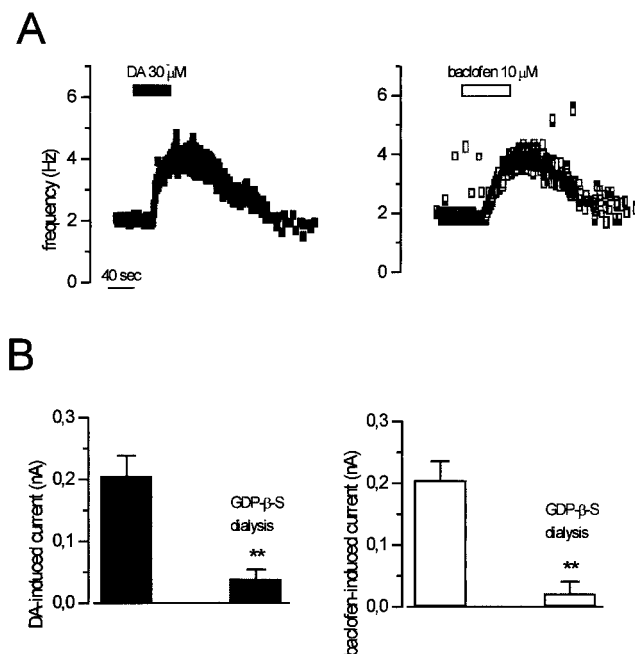 A
DA 30 μM
baclofen 10 μM
frequency (Hz)
6
4
2
0
40 sec
6
4
2
0
B
DA-induced current (nA)
0,3
0,2
0,1
0,0
GDP-β-S
dialysis
**
baclofen-induced current (nA)
0,3
0,2
0,1
0,0
GDP-β-S
dialysis
**